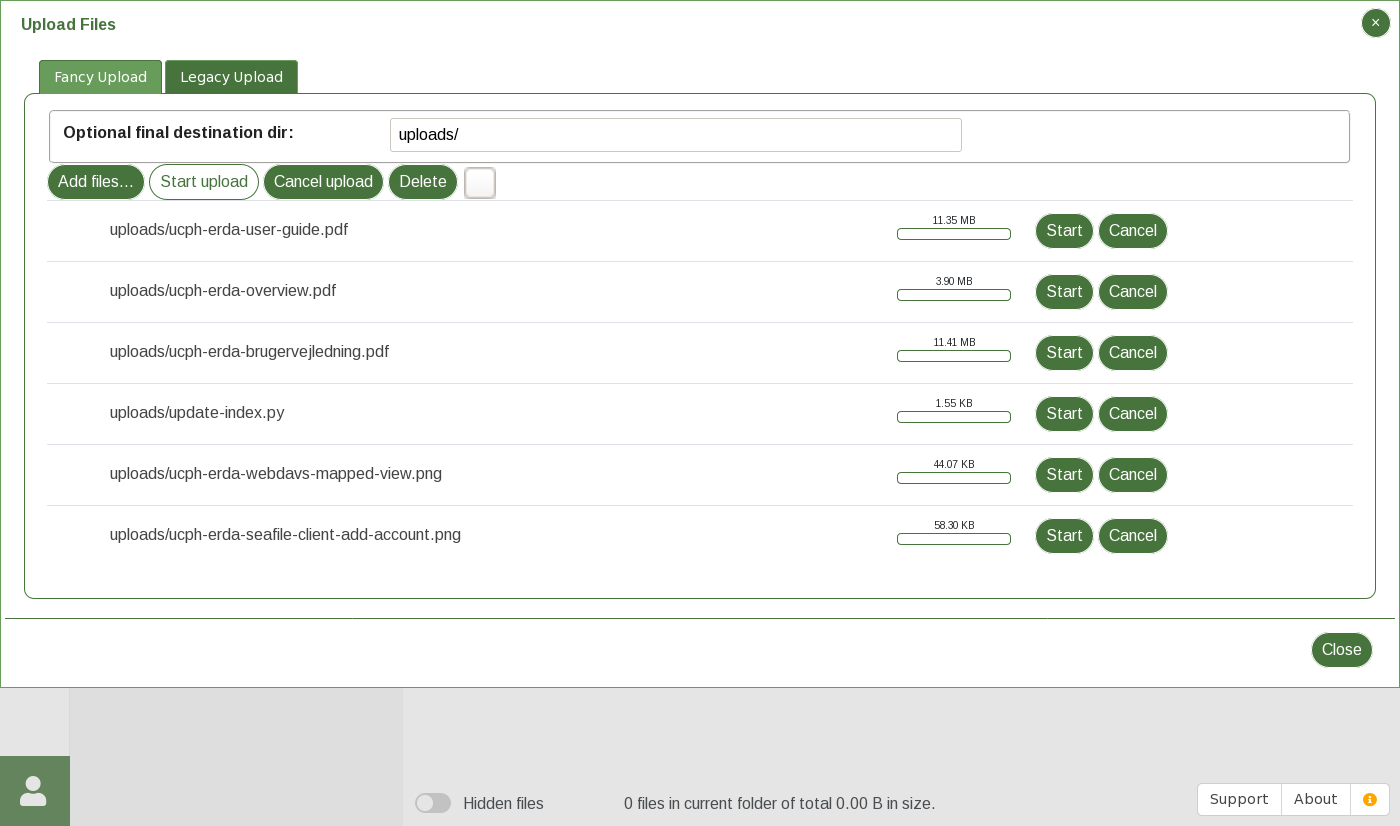 Upload Files
×
Fancy Upload Legacy Upload
Optional final destination dir: uploads/
Add files... Start upload Cancel upload Delete
uploads/ucph-erda-user-guide.pdf 11.35 MB Start Cancel
uploads/ucph-erda-overview.pdf 3.90 MB Start Cancel
uploads/ucph-erda-brugervejledning.pdf 11.41 MB Start Cancel
uploads/update-index.py 1.55 KB Start Cancel
uploads/ucph-erda-webdavs-mapped-view.png 44.07 KB Start Cancel
uploads/ucph-erda-seafile-client-add-account.png 58.30 KB Start Cancel
Close
Hidden files 0 files in current folder of total 0.00 B in size. Support About